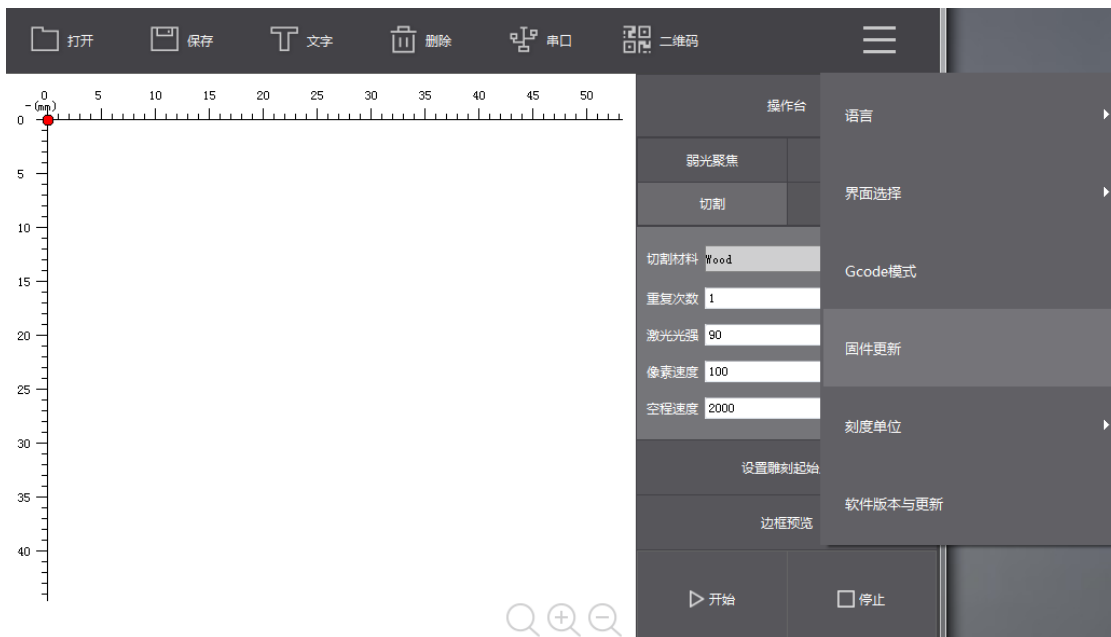 打开 保存 文字 删除 串口 二维码
0 5 10 15 20 25 30 35 40 45 50
(mm)
0
5
10
15
20
25
30
35
40
操作台
弱光聚焦
切割
切割材料 Wood
重复次数 1
激光光强 90
像素速度 100
空程速度 2000
设置雕刻起始
边框预览
开始 停止
语言
界面选择
Gcode模式
固件更新
刻度单位
软件版本与更新